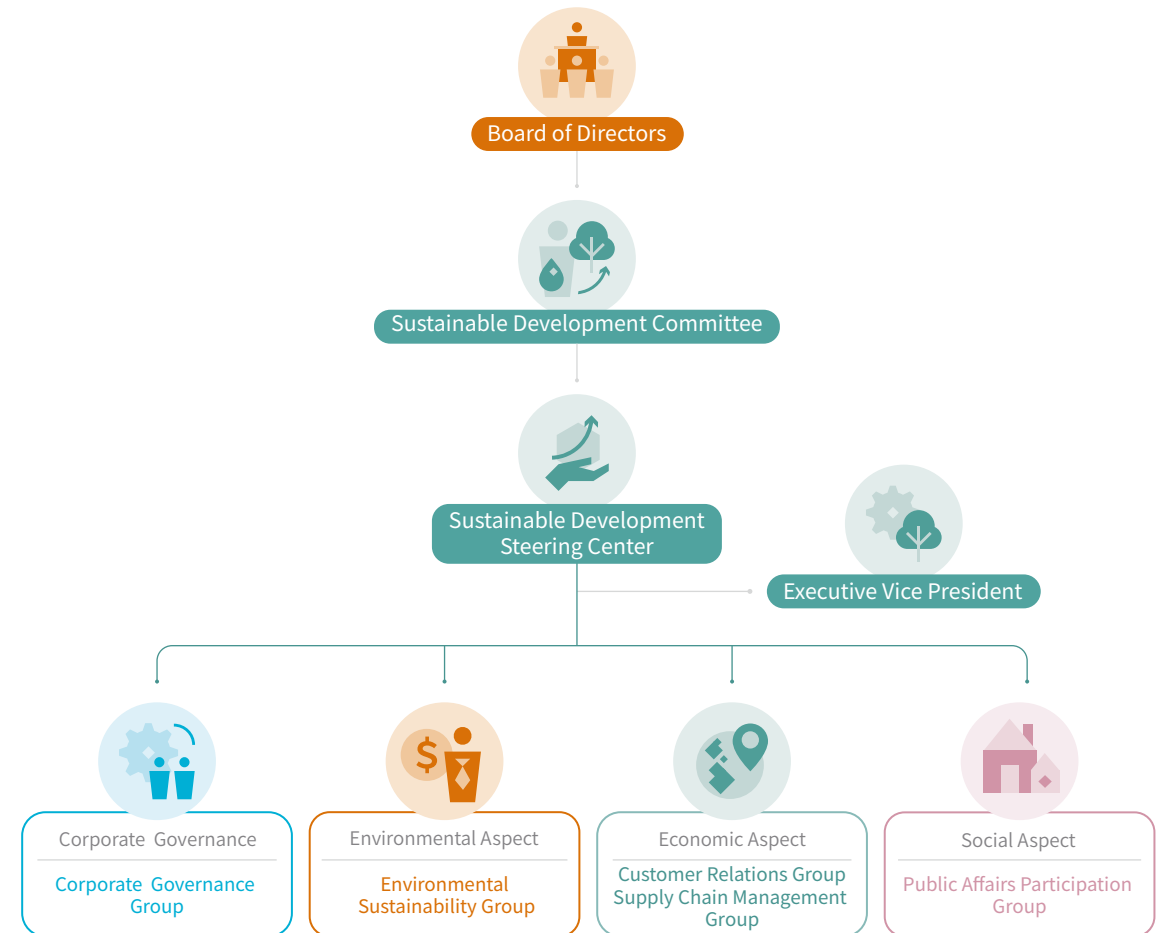 Board of Directors
Sustainable Development Committee
Sustainable Development
Steering Center
Executive Vice President
Corporate Governance
Corporate Governance
Group
Environmental Aspect
Environmental
Sustainability Group
Economic Aspect
Customer Relations Group
Supply Chain Management
Group
Social Aspect
Public Affairs Participation
Group
$